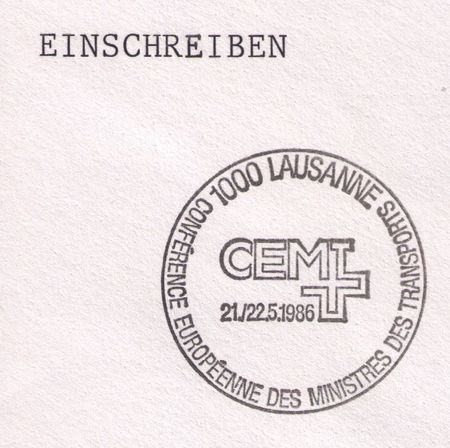 EINSCHREIBEN
1000 LAUSANNE
CONFÉRENCE EUROPÉENNE DES MINISTRES DES TRANSPORTS
CEMT
21./22.5.1986